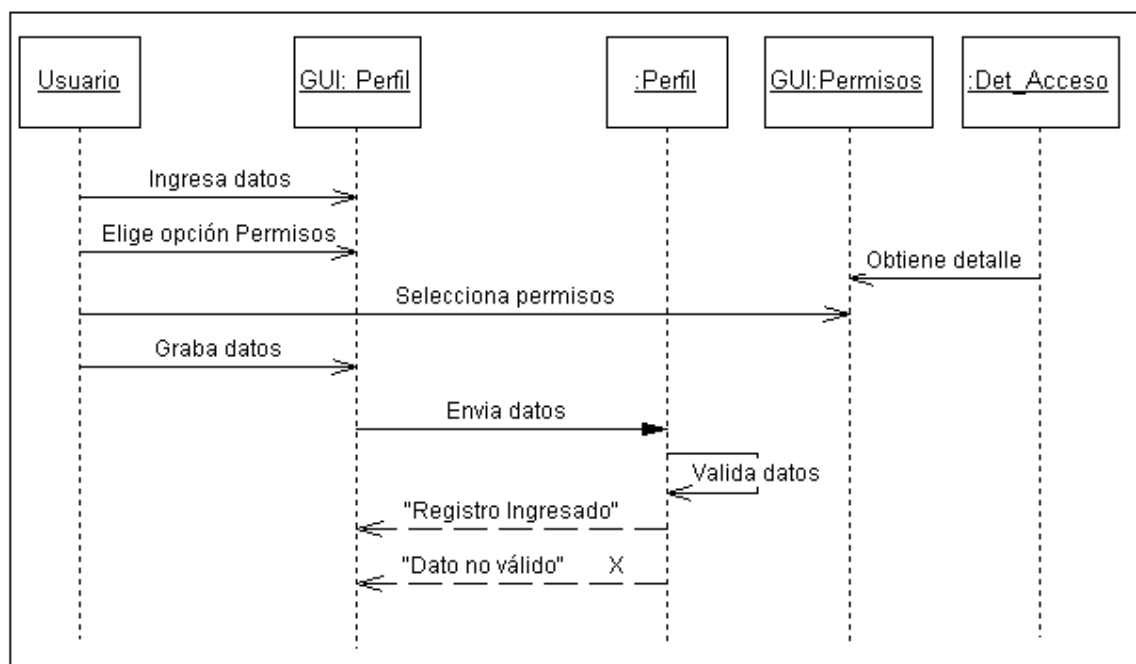 Usuario
GUI: Perfil
:Perfil
GUI:Permisos
:Det_Acceso
Ingresa datos
Elige opción Permisos
Obtiene detalle
Selecciona permisos
Graba datos
Envia datos
Valida datos
"Registro Ingresado"
"Dato no válido" X